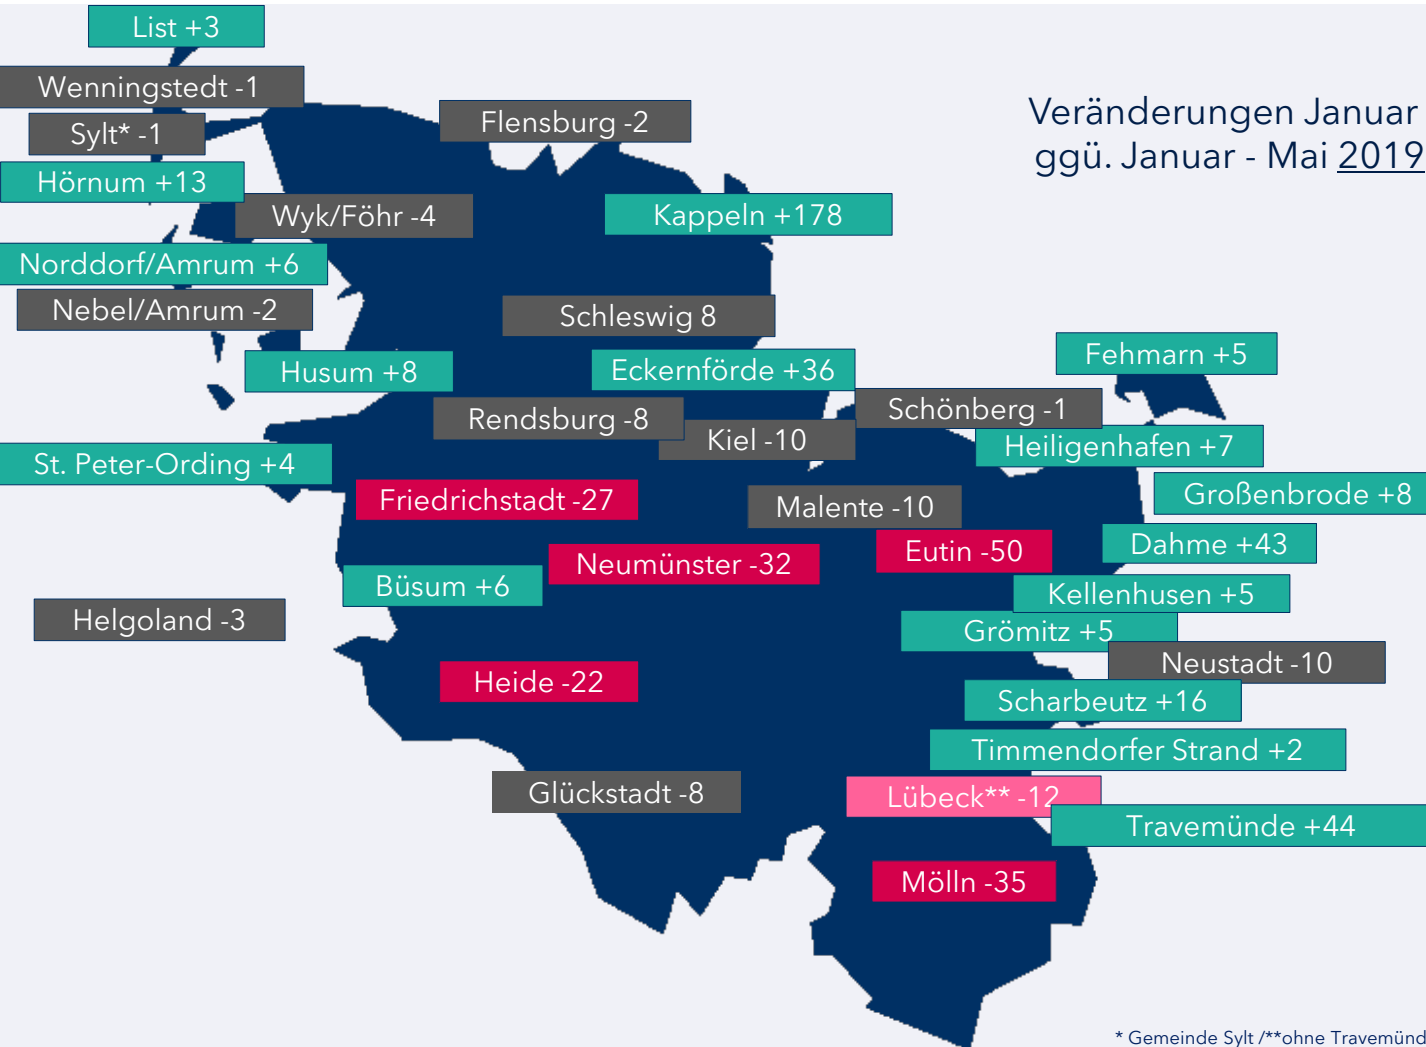 List +3
Wenningstedt -1
Veränderungen Januar
Flensburg -2
Sylt* -1
ggü. Januar - Mai 2019
Hörnum +13
Wyk/Föhr -4
Kappeln +178
Norddorf/Amrum +6
Nebel/Amrum -2
Schleswig 8
Fehmarn +5
Husum +8
Eckernförde +36
Schönberg -1
Rendsburg -8
Kiel -10
Heiligenhafen +7
St. Peter-Ording +4
Großenbrode +8
Friedrichstadt -27
Malente -10
Dahme +43
Eutin -50
Neumünster -32
Büsum +6
Kellenhusen +5
Helgoland -3
Grömitz +5
Neustadt -10
Heide -22
Scharbeutz +16
Timmendorfer Strand +2
Glückstadt -8
Lübeck** -12
Travemünde +44
Mölln -35
* Gemeinde Sylt /**ohne Travemünd